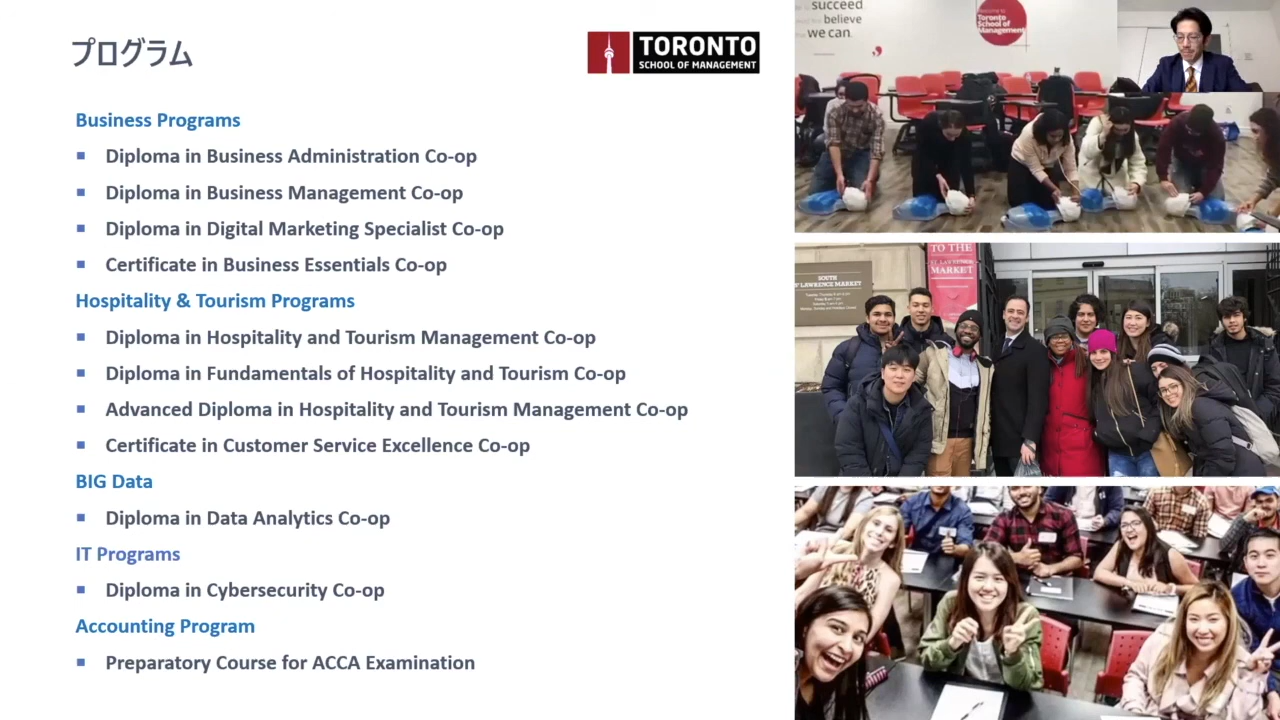 プログラム
TORONTO
SCHOOL OF MANAGEMENT
Business Programs
Diploma in Business Administration Co-op
Diploma in Business Management Co-op
Diploma in Digital Marketing Specialist Co-op
Certificate in Business Essentials Co-op
Hospitality & Tourism Programs
Diploma in Hospitality and Tourism Management Co-op
Diploma in Fundamentals of Hospitality and Tourism Co-op
Advanced Diploma in Hospitality and Tourism Management Co-op
Certificate in Customer Service Excellence Co-op
BIG Data
Diploma in Data Analytics Co-op
IT Programs
Diploma in Cybersecurity Co-op
Accounting Program
Preparatory Course for ACCA Examination
succeed
believe
we can.
Toronto
School of
Management
TO THE
LAWRENCE
MARKET
SOUTH
LAWRENCE MARKET